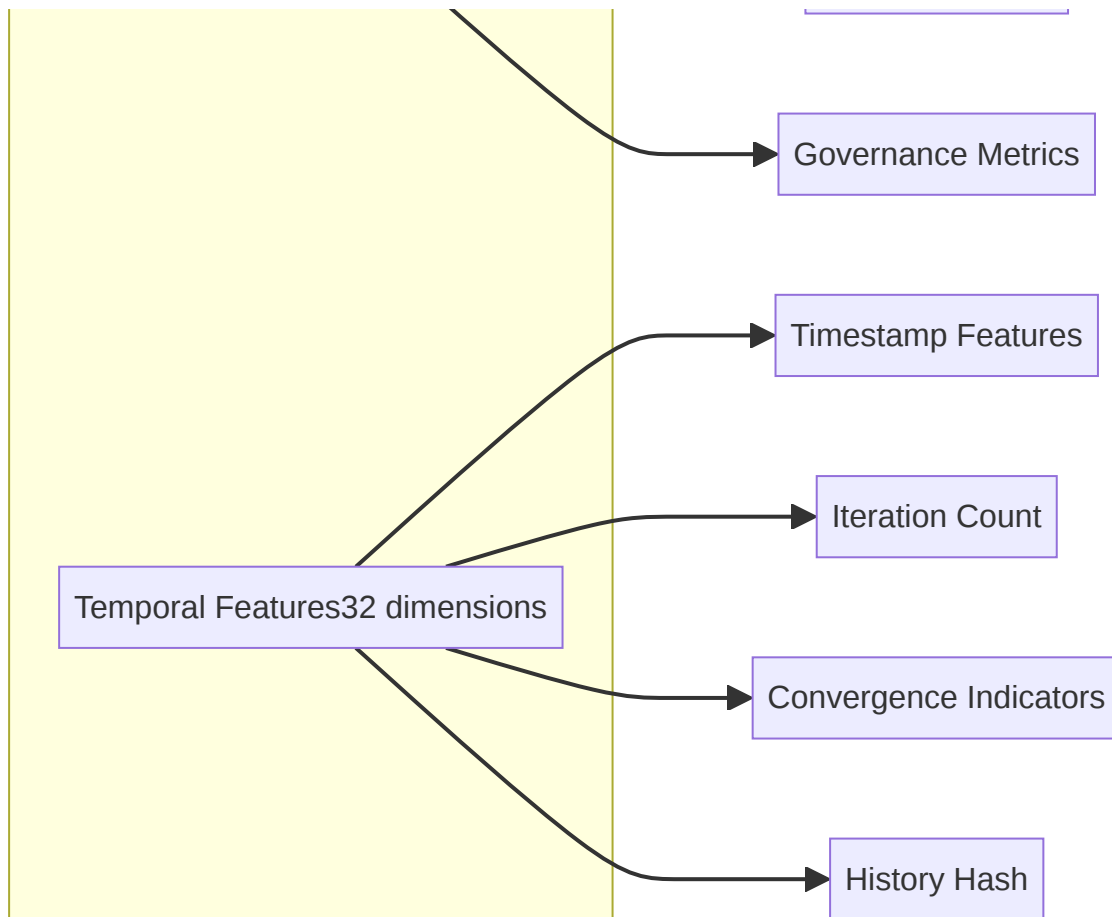 Governance Metrics
Timestamp Features
Iteration Count
Temporal Features32 dimensions
Convergence Indicators
History Hash